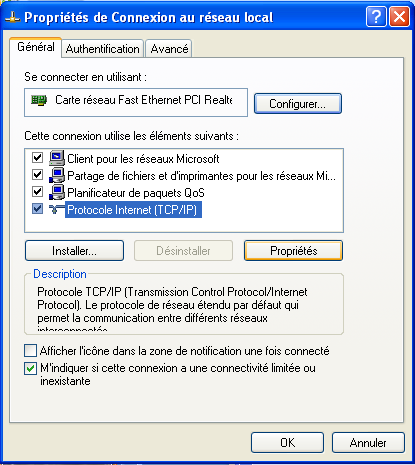 Propriétés de Connexion au réseau local
Général Authentification Avancé
Se connecter en utilisant :
Carte réseau Fast Ethernet PCI Realte
Configurer...
Cette connexion utilise les éléments suivants :
Client pour les réseaux Microsoft
Partage de fichiers et d'imprimantes pour les réseaux Mi...
Planificateur de paquets QoS
Protocole Internet (TCP/IP)
Installer... Désinstaller Propriétés
Description
Protocole TCP/IP (Transmission Control Protocol/Internet
Protocol). Le protocole de réseau étendu par défaut qui
permet la communication entre différents réseaux
interconnectés
Afficher l'icône dans la zone de notification une fois connecté
M'indiquer si cette connexion a une connectivité limitée ou
inexistante
OK Annuler